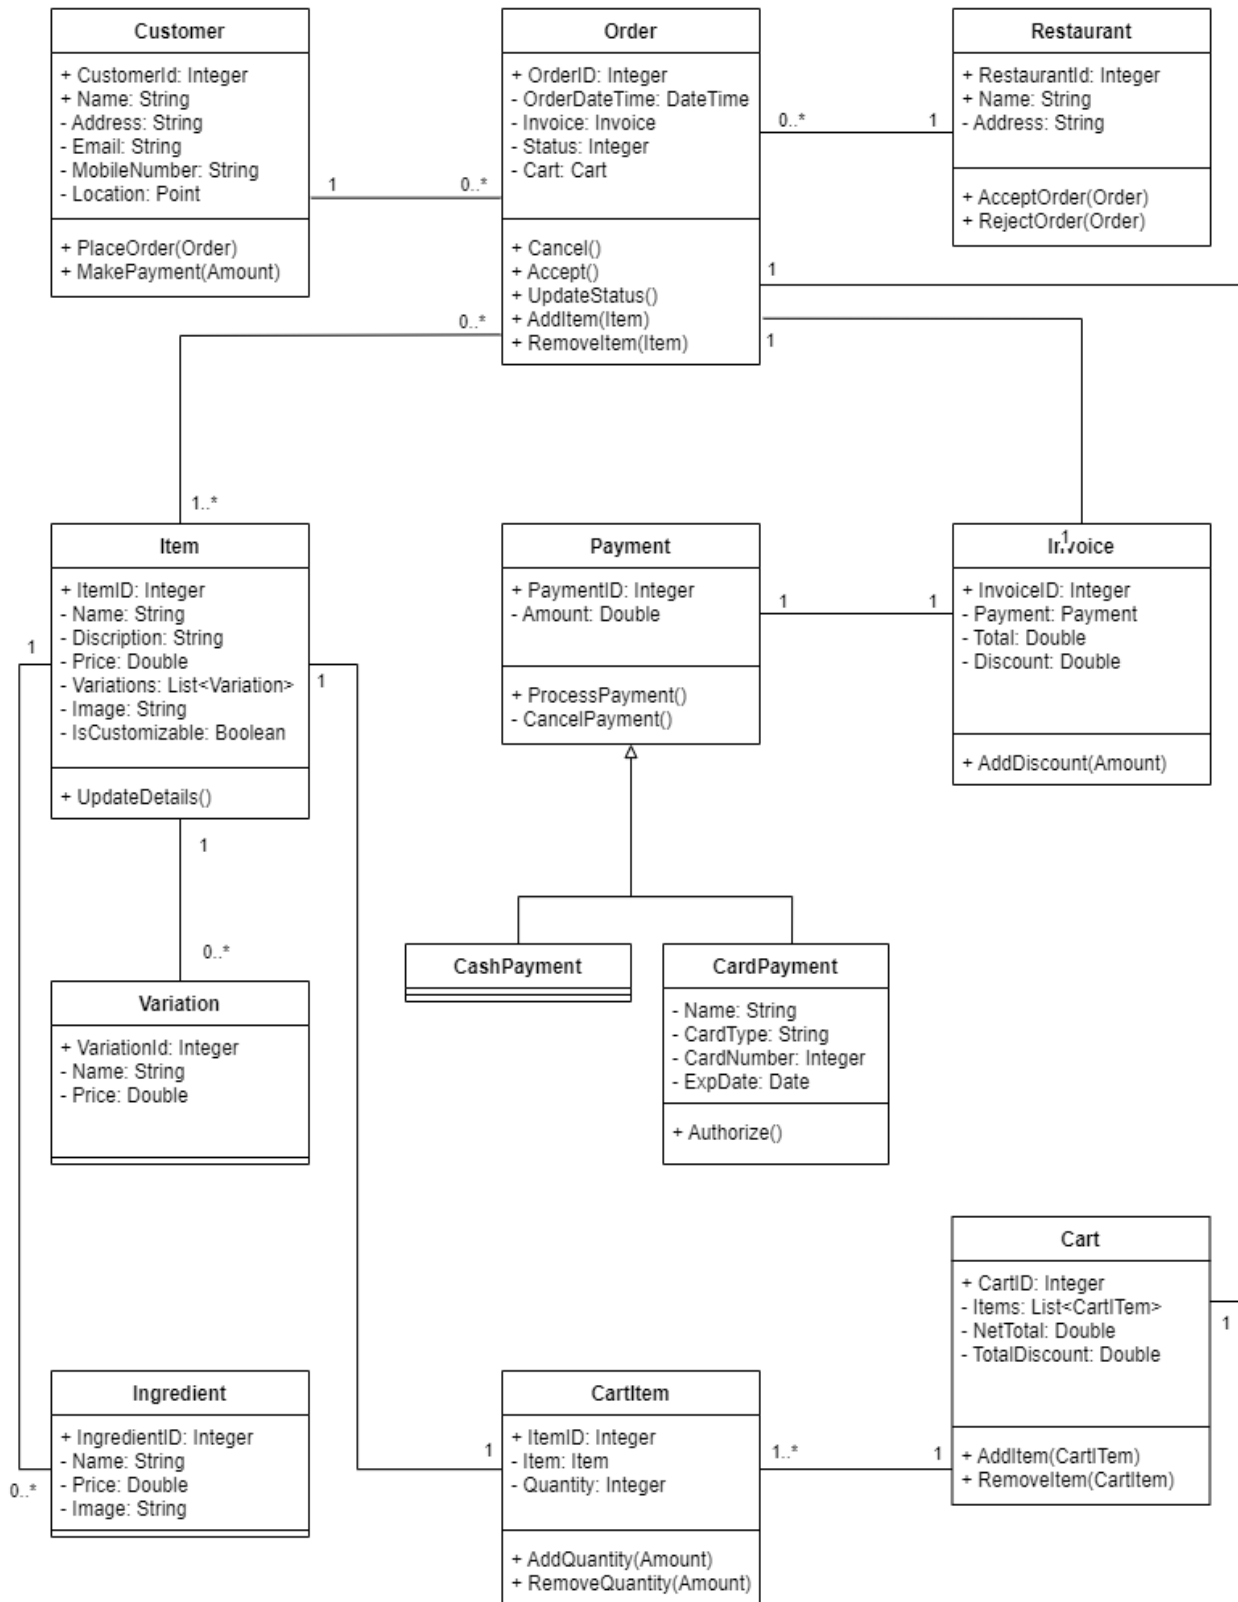 Customer
+ CustomerId: Integer
+ Name: String
- Address: String
- Email: String
- MobileNumber: String
- Location: Point
+ PlaceOrder(Order)
+ MakePayment(Amount)
1
0..*
Order
+ OrderID: Integer
- OrderDateTime: DateTime
- Invoice: Invoice
- Status: Integer
- Cart: Cart
+ Cancel()
+ Accept()
+ UpdateStatus()
+ AddItem(Item)
+ RemoveItem(Item)
0..*
1
Restaurant
+ RestaurantId: Integer
+ Name: String
- Address: String
+ AcceptOrder(Order)
+ RejectOrder(Order)
1
0..*
1
1..*
1
Item
+ ItemID: Integer
- Name: String
- Discription: String
- Price: Double
- Variations: List<Variation>
- Image: String
- IsCustomizable: Boolean
+ UpdateDetails()
1
1
Payment
+ PaymentID: Integer
- Amount: Double
+ ProcessPayment()
- CancelPayment()
1
1
Invoice
+ InvoiceID: Integer
- Payment: Payment
- Total: Double
- Discount: Double
+ AddDiscount(Amount)
1
0..*
Variation
+ VariationId: Integer
- Name: String
- Price: Double
CashPayment
CardPayment
- Name: String
- CardType: String
- CardNumber: Integer
- ExpDate: Date
+ Authorize()
Cart
+ CartID: Integer
- Items: List<CartITem>
- NetTotal: Double
- TotalDiscount: Double
+ AddItem(CartITem)
+ RemoveItem(CartItem)
1
Ingredient
+ IngredientID: Integer
- Name: String
- Price: Double
- Image: String
0..*
1
CartItem
+ ItemID: Integer
- Item: Item
- Quantity: Integer
+ AddQuantity(Amount)
+ RemoveQuantity(Amount)
1..*
1